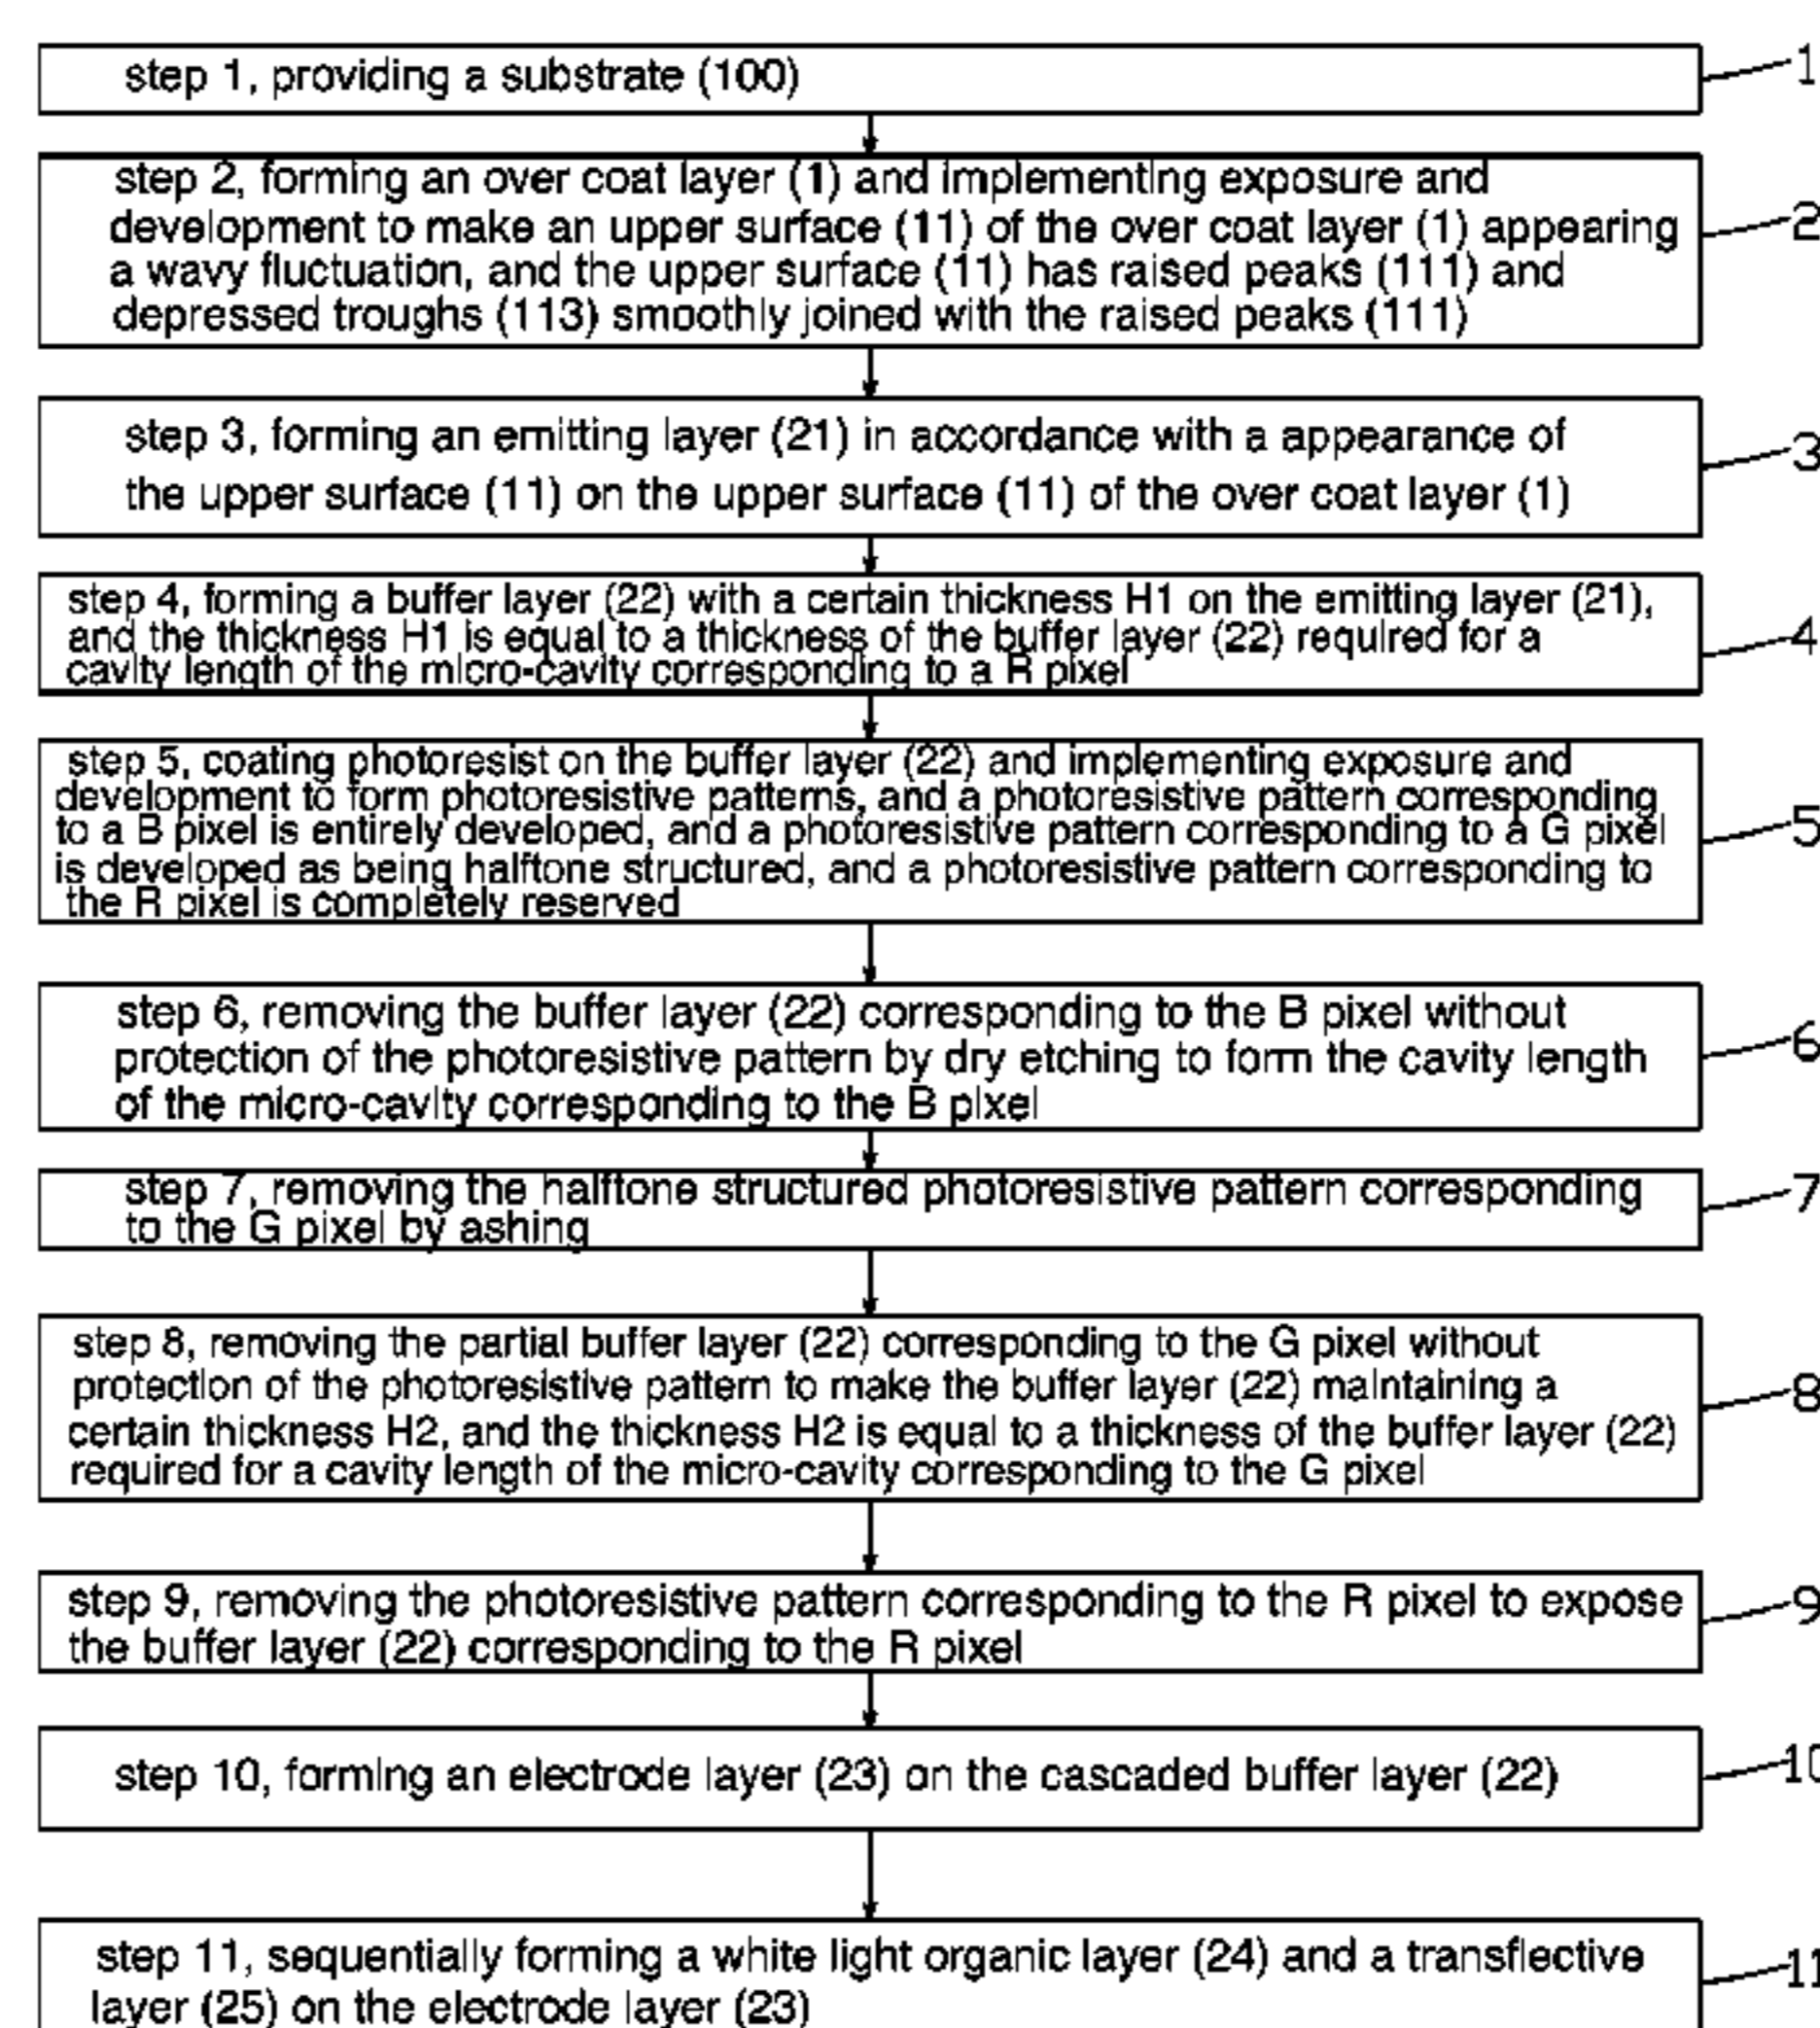 step 1, providing a substrate (100)
1
step 2, forming an over coat layer (1) and implementing exposure and
development to make an upper surface (11) of the over coat layer (1) appearing
a wavy fluctuation, and the upper surface (11) has raised peaks (111) and
depressed troughs (113) smoothly joined with the raised peaks (111)
2
step 3, forming an emitting layer (21) in accordance with a appearance of
the upper surface (11) on the upper surface (11) of the over coat layer (1)
3
step 4, forming a buffer layer (22) with a certain thickness H1 on the emitting layer (21),
and the thickness H1 is equal to a thickness of the buffer layer (22) required for a
cavity length of the micro-cavity corresponding to a R pixel
4
step 5, coating photoresist on the buffer layer (22) and implementing exposure and
development to form photoresistive patterns, and a photoresistive pattern corresponding
to a B pixel is entirely developed, and a photoresistive pattern corresponding to a G pixel
is developed as being halftone structured, and a photoresistive pattern corresponding to
the R pixel is completely reserved
5
step 6, removing the buffer layer (22) corresponding to the B pixel without
protection of the photoresistive pattern by dry etching to form the cavity length
of the micro-cavity corresponding to the B pixel
6
step 7, removing the halftone structured photoresistive pattern corresponding
to the G pixel by ashing
7
step 8, removing the partial buffer layer (22) corresponding to the G pixel without
protection of the photoresistive pattern to make the buffer layer (22) maintaining a
certain thickness H2, and the thickness H2 is equal to a thickness of the buffer layer (22)
required for a cavity length of the micro-cavity corresponding to the G pixel
8
step 9, removing the photoresistive pattern corresponding to the R pixel to expose
the buffer layer (22) corresponding to the R pixel
9
step 10, forming an electrode layer (23) on the cascaded buffer layer (22)
10
step 11, sequentially forming a white light organic layer (24) and a transflective
layer (25) on the electrode layer (23)
11